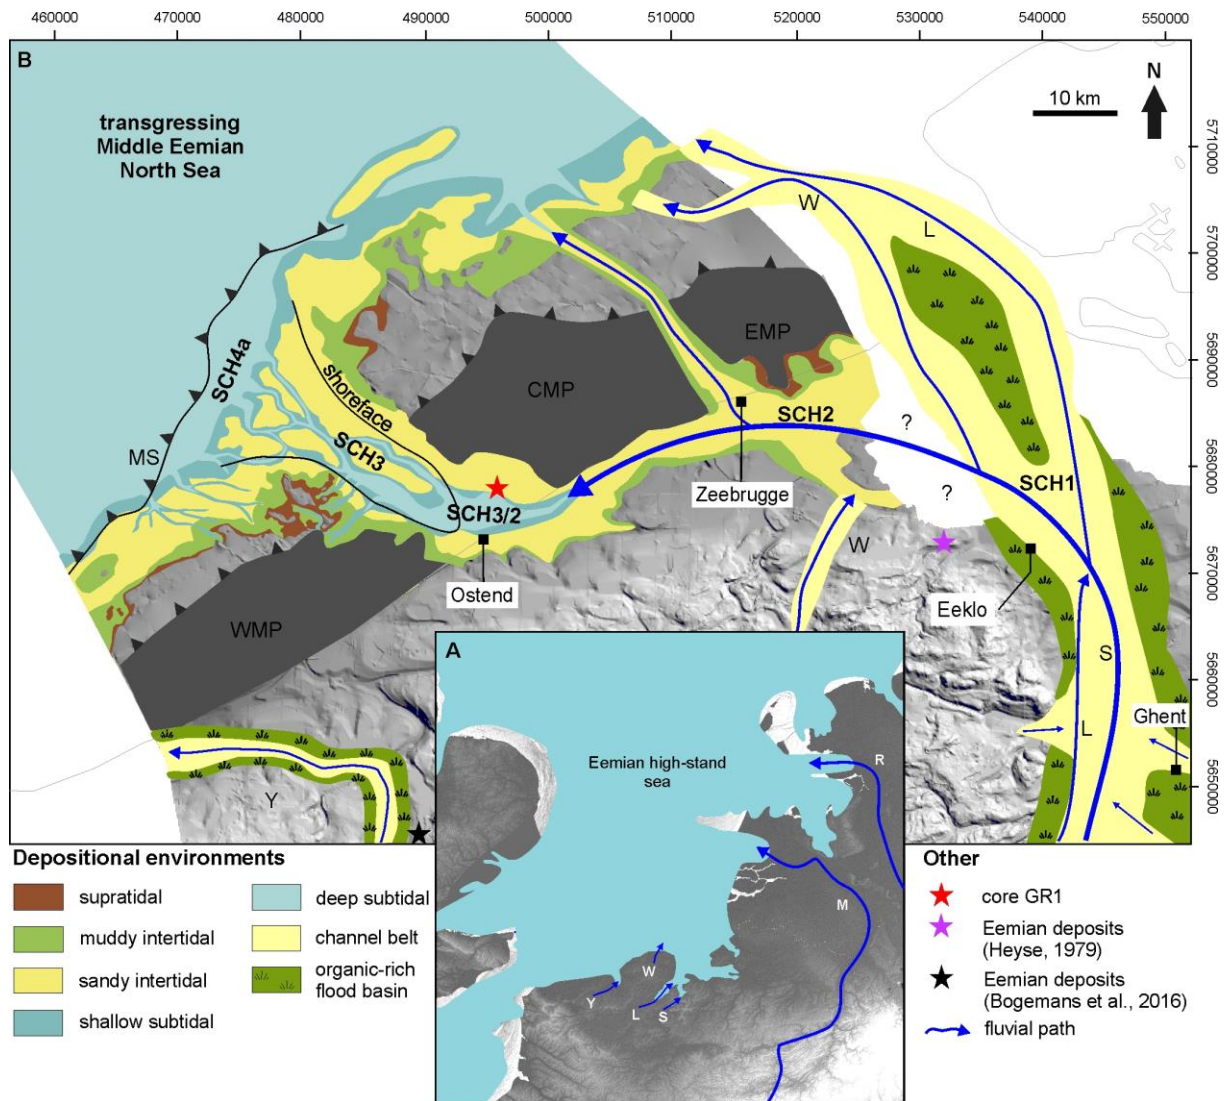 460000 470000 480000 490000 500000 510000 520000 530000 540000 550000
B
N
10 km
transgressing
Middle Eemian
North Sea
5710000
5700000
5690000
5680000
5670000
5660000
5650000
W
L
EMP
CMP
SCH4a
shoreface
SCH3
MS
SCH2
?
?
SCH1
Zeebrugge
SCH3/2
Ostend
W
Eeklo
WMP
S
L
Ghent
Y
A
Eemian high-stand
sea
R
M
W
Y
L
S
Depositional environments
supratidal
muddy intertidal
sandy intertidal
shallow subtidal
deep subtidal
channel belt
organic-rich
flood basin
Other
core GR1
Eemian deposits
(Heyse, 1979)
Eemian deposits
(Bogemans et al., 2016)
fluvial path